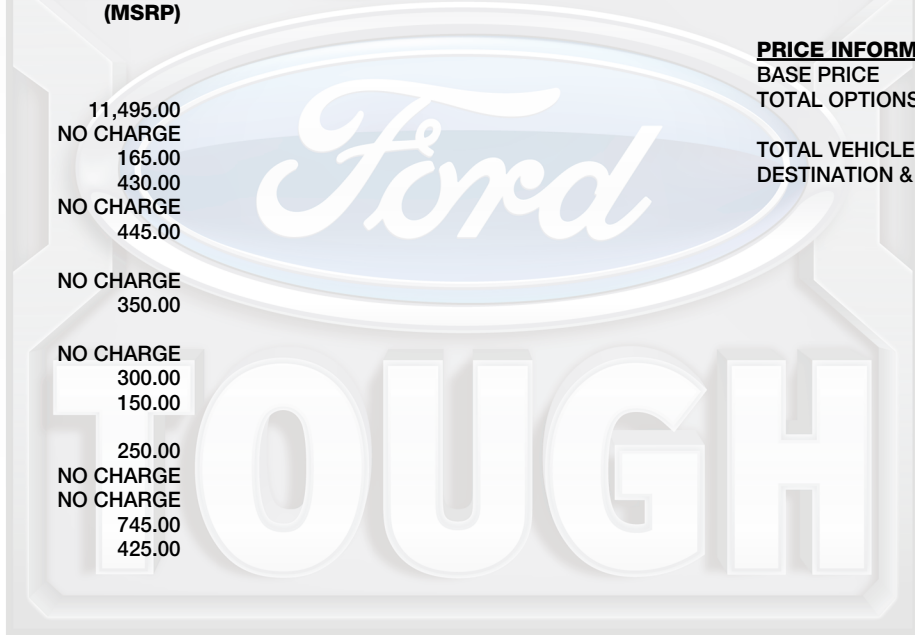 (MSRP)
11,495.00
NO CHARGE
165.00
430.00
NO CHARGE
445.00
NO CHARGE
350.00
NO CHARGE
300.00
150.00
250.00
NO CHARGE
NO CHARGE
745.00
425.00
PRICE INFORM
BASE PRICE
TOTAL OPTIONS
TOTAL VEHICLE
DESTINATION &
Ford
TOUGH